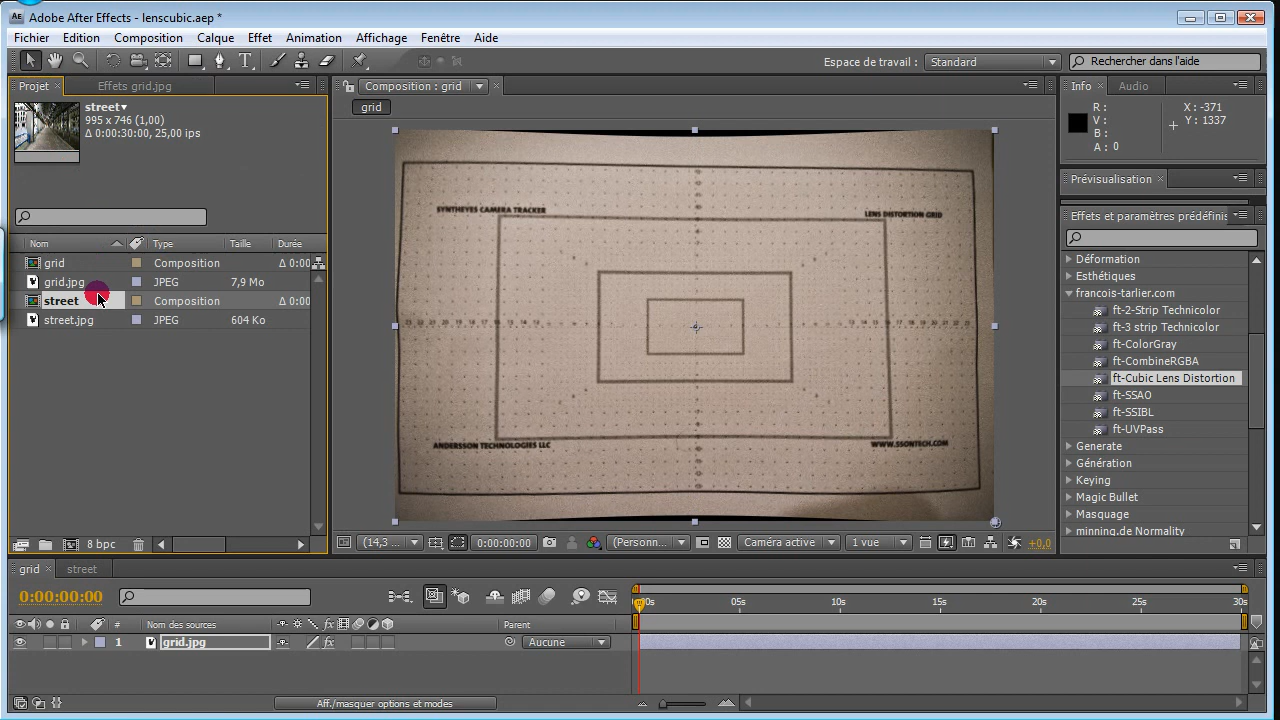 Adobe After Effects - lenscubic.aep *
Fichier Edition Composition Calque Effet Animation Affichage Fenêtre Aide
Espace de travail : Standard Rechercher dans l'aide
Projet Effets grid.jpg
street
995 x 746 (1,00)
Δ 0:00:30:00, 25,00 ips
Nom Type Taille Durée
grid Composition Δ 0:00
grid.jpg JPEG 7,9 Mo
street Composition Δ 0:00
street.jpg JPEG 604 Ko
8 bpc
Composition : grid
grid
SYNTHEYES CAMERA TRACKER LENS DISTORTION GRID
ANDERSSON TECHNOLOGIES LLC WWW.SSONTECH.COM
(14,3 ... 0:00:00:00 (Personn... Caméra active 1 vue +0,0
Info Audio
R : X : -371
V : Y : 1337
B :
A : 0
Prévisualisation
Effets et paramètres prédéfinis
Déformation
Esthétiques
francois-tarlier.com
ft-2-Strip Technicolor
ft-3 strip Technicolor
ft-ColorGray
ft-CombineRGBA
ft-Cubic Lens Distortion
ft-SSAO
ft-SSIBL
ft-UVPass
Generate
Génération
Keying
Magic Bullet
Masquage
minning.de Normality
grid street
0:00:00:00
00s 05s 10s 15s 20s 25s 30s
# Nom des sources Parent
1 grid.jpg Aucune
Aff./masquer options et modes